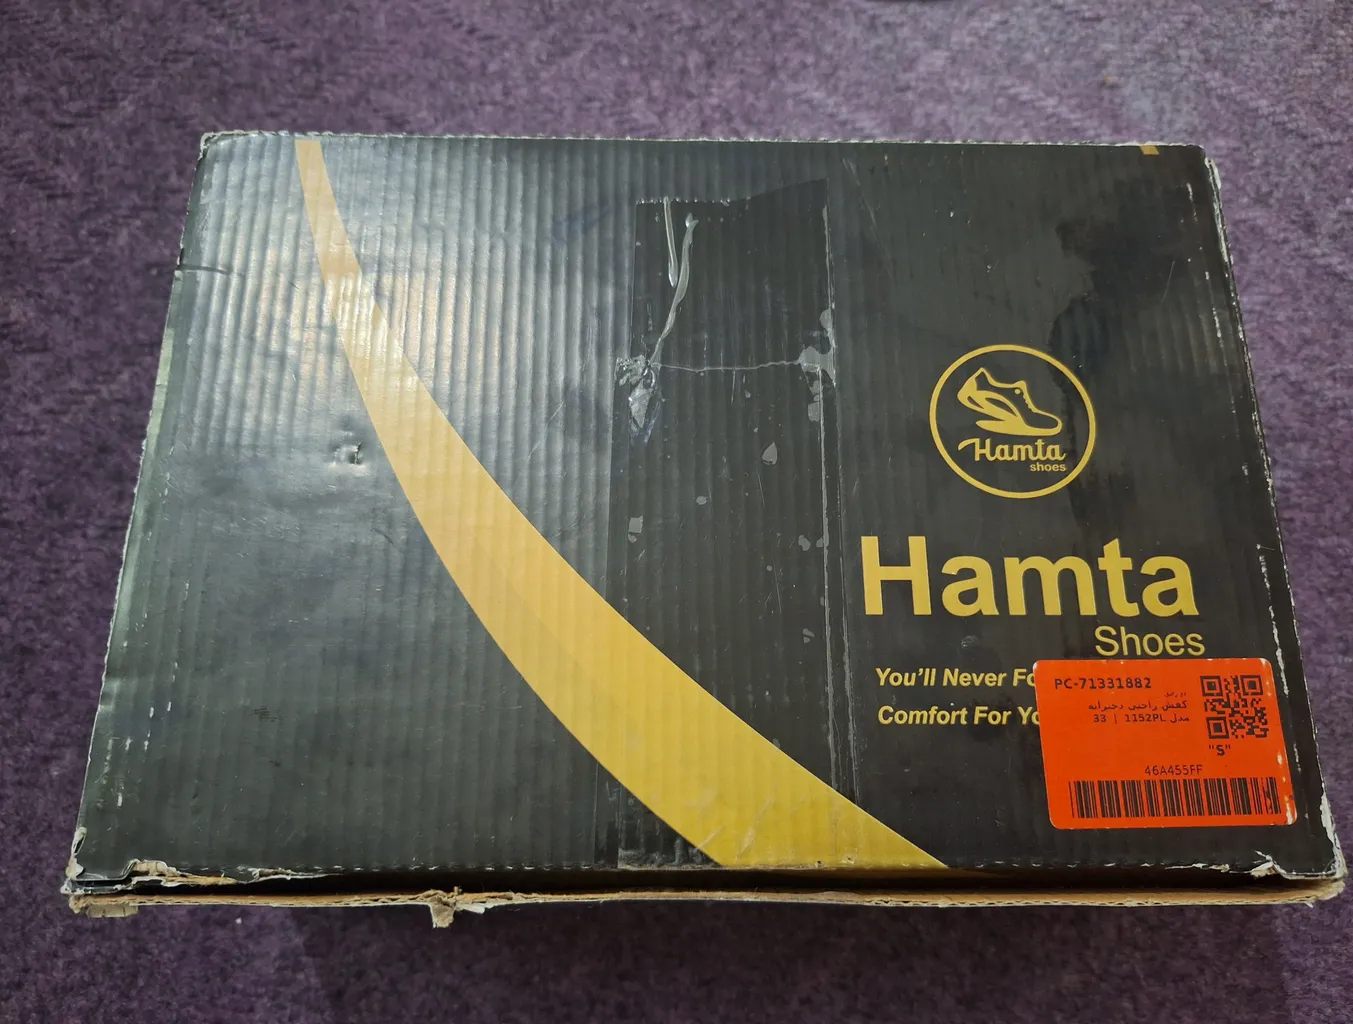 Hamta
shoes
Hamta
Shoes
You'll Never Fo
Comfort For Yo
PC-71331882
کفش راحتی دخترانه
مدل 1152PL | 33
"S"
46A455FF